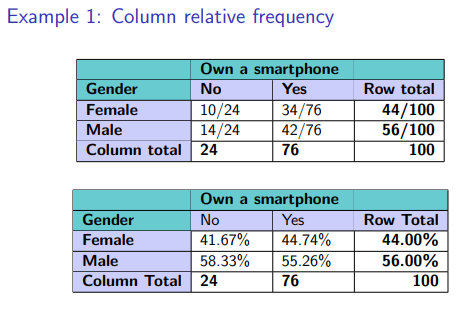 Example 1: Column relative frequency
Own a smartphone
Gender No Yes Row total
Female 10/24 34/76 44/100
Male 14/24 42/76 56/100
Column total 24 76 100
Own a smartphone
Gender No Yes Row Total
Female 41.67% 44.74% 44.00%
Male 58.33% 55.26% 56.00%
Column Total 24 76 100